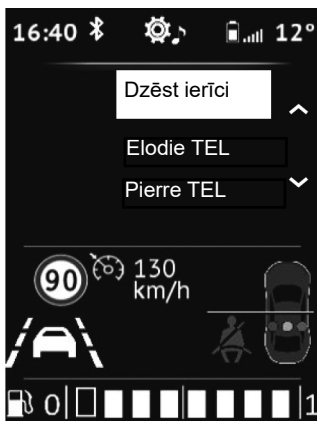 16:40 12°
Dzēst ierīci
Elodie TEL
Pierre TEL
90 130
km/h
0 1